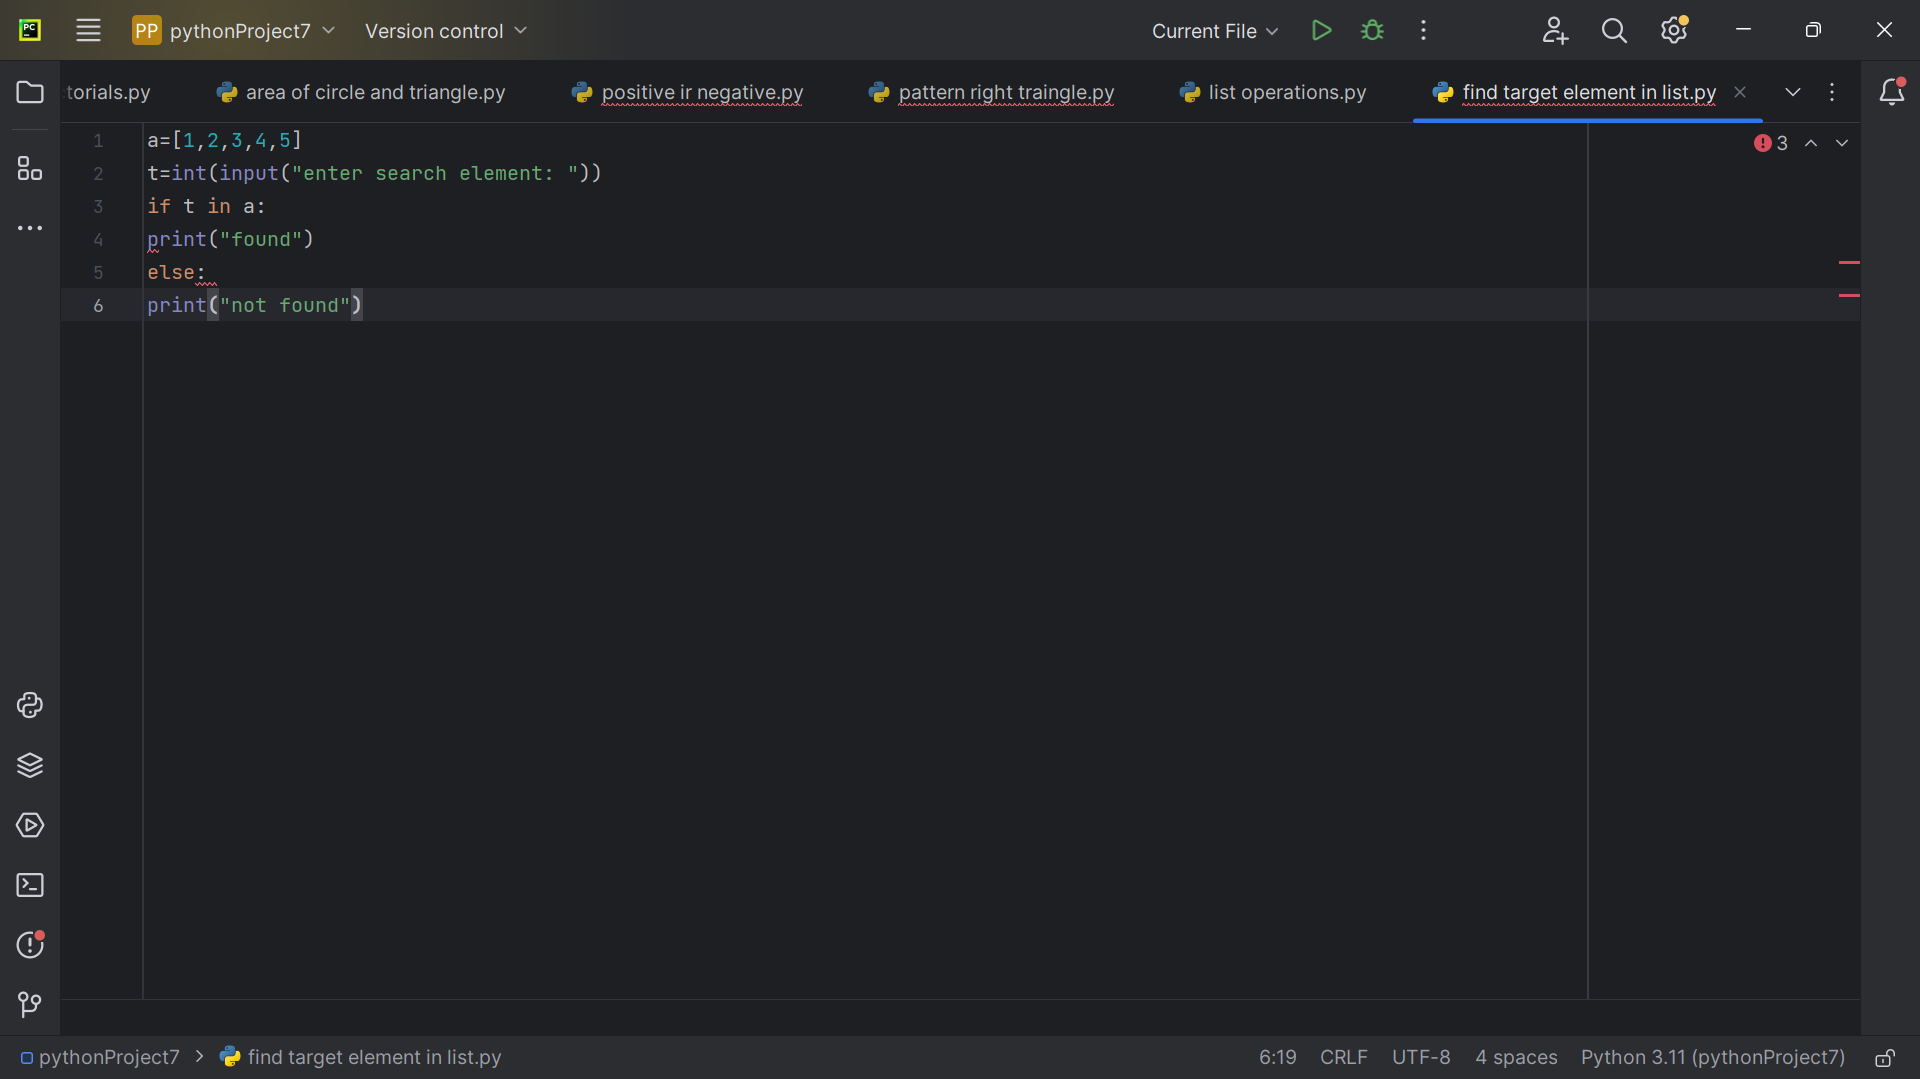 PC
PP pythonProject7 Version control Current File
torials.py area of circle and triangle.py positive ir negative.py pattern right traingle.py list operations.py find target element in list.py
1 a=[1,2,3,4,5] 3
2 t=int(input("enter search element: "))
3 if t in a:
4 print("found")
5 else:
6 print("not found")
pythonProject7 > find target element in list.py 6:19 CRLF UTF-8 4 spaces Python 3.11 (pythonProject7)